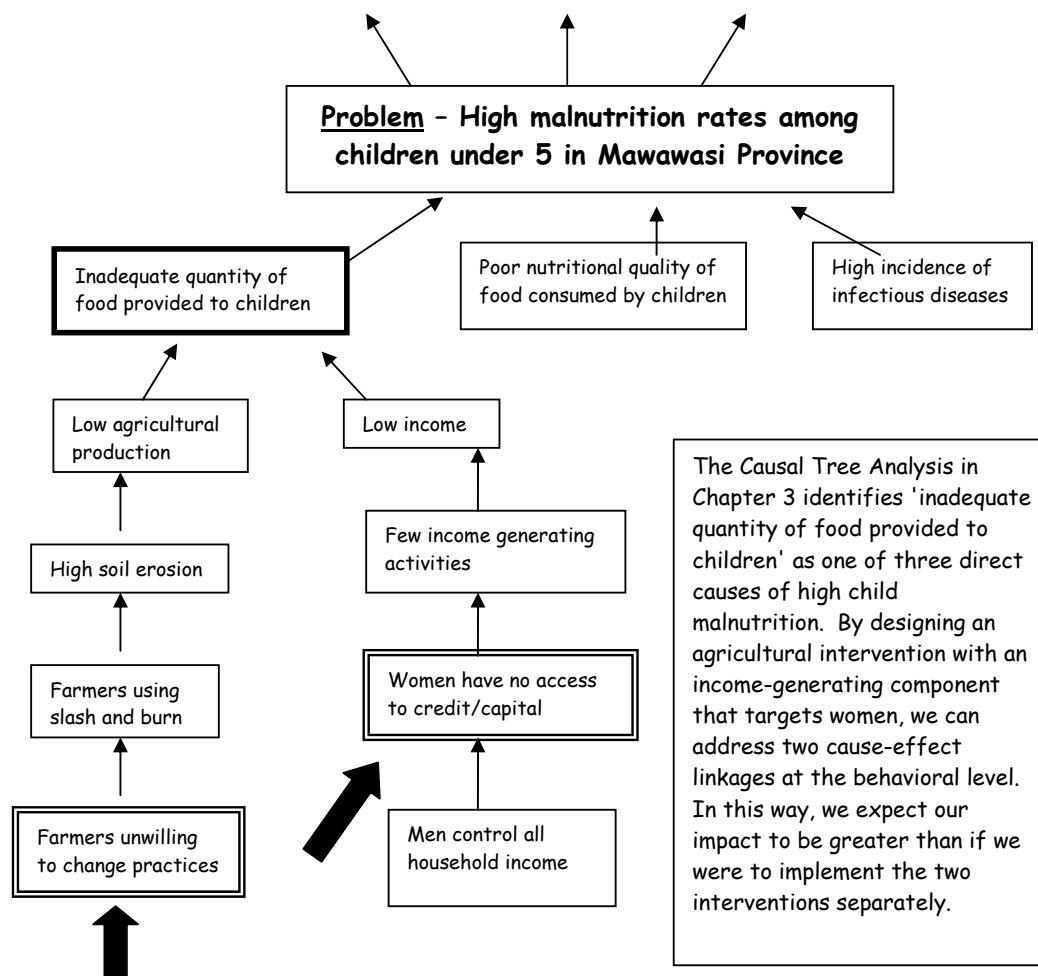 Problem – High malnutrition rates among
children under 5 in Mawawasi Province
Inadequate quantity of
food provided to children
Poor nutritional quality of
food consumed by children
High incidence of
infectious diseases
Low agricultural
production
Low income
High soil erosion
Few income generating
activities
Farmers using
slash and burn
Women have no access
to credit/capital
Farmers unwilling
to change practices
Men control all
household income
The Causal Tree Analysis in
Chapter 3 identifies 'inadequate
quantity of food provided to
children' as one of three direct
causes of high child
malnutrition. By designing an
agricultural intervention with an
income-generating component
that targets women, we can
address two cause-effect
linkages at the behavioral level.
In this way, we expect our
impact to be greater than if we
were to implement the two
interventions separately.